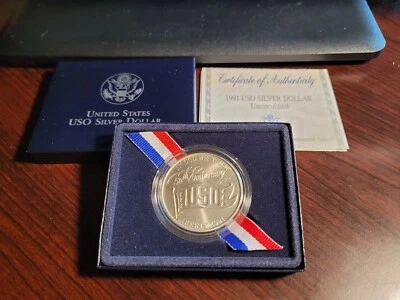 UNITED STATES
USO SILVER DOLLAR
Certificate of Authenticity
1991 USO SILVER DOLLAR
UNCIRCULATED
50th Anniversary
USO